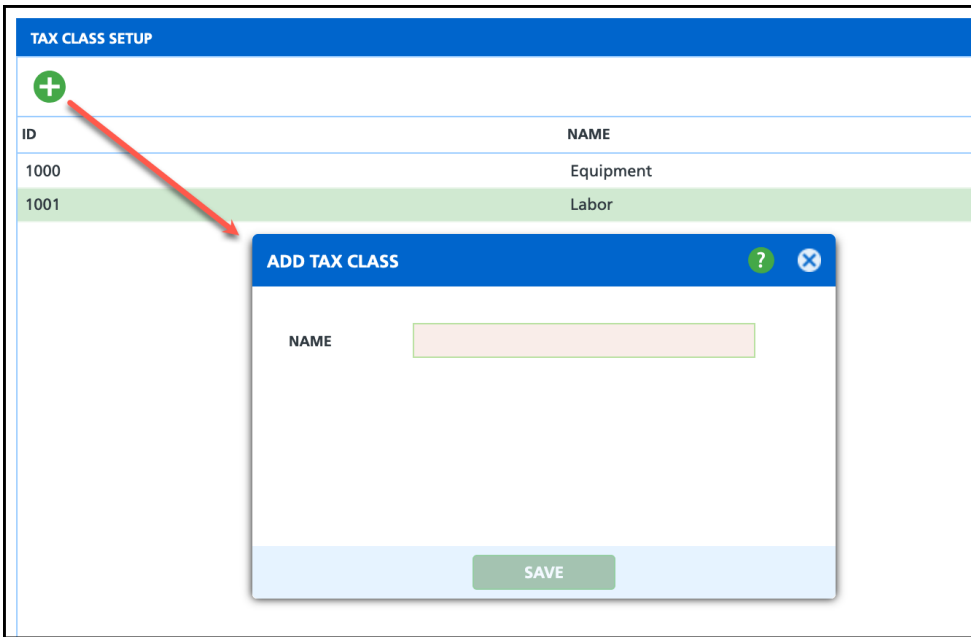 TAX CLASS SETUP
ID NAME
1000 Equipment
1001 Labor
ADD TAX CLASS ?
NAME
SAVE